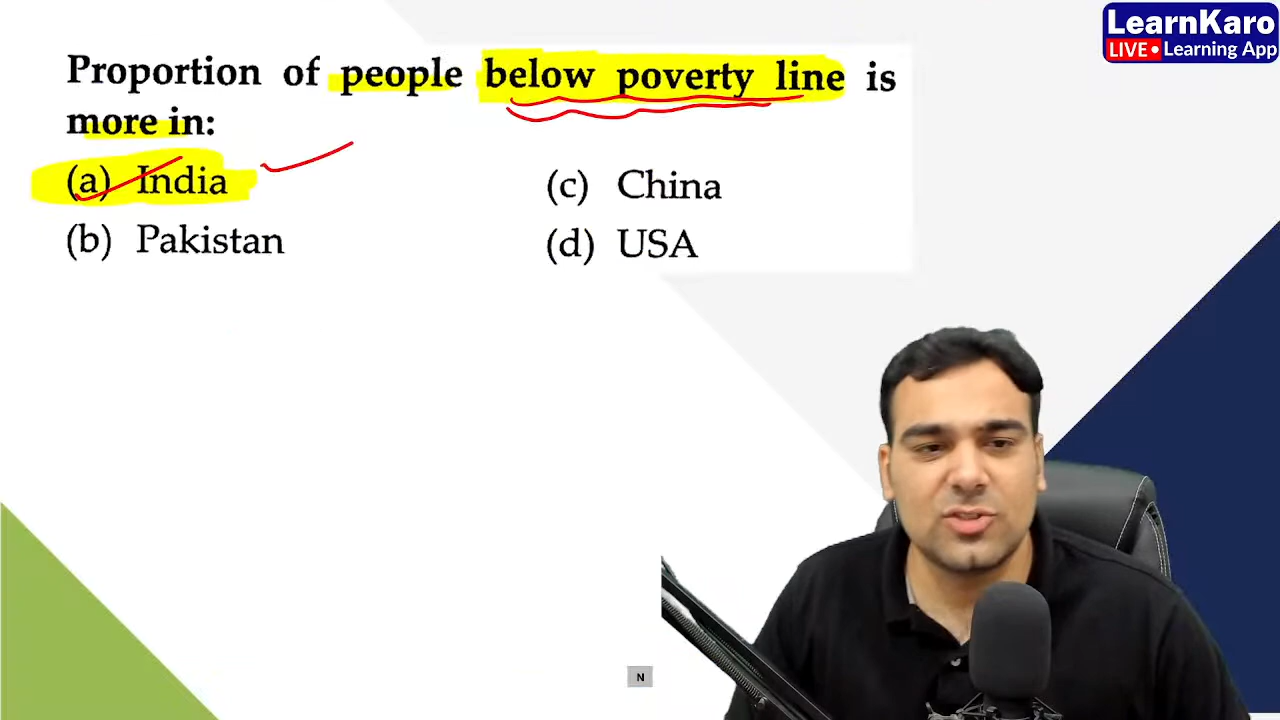 LearnKaro
LIVE • Learning App
Proportion of people below poverty line is
more in:
(a) India
(c) China
(b) Pakistan
(d) USA
N